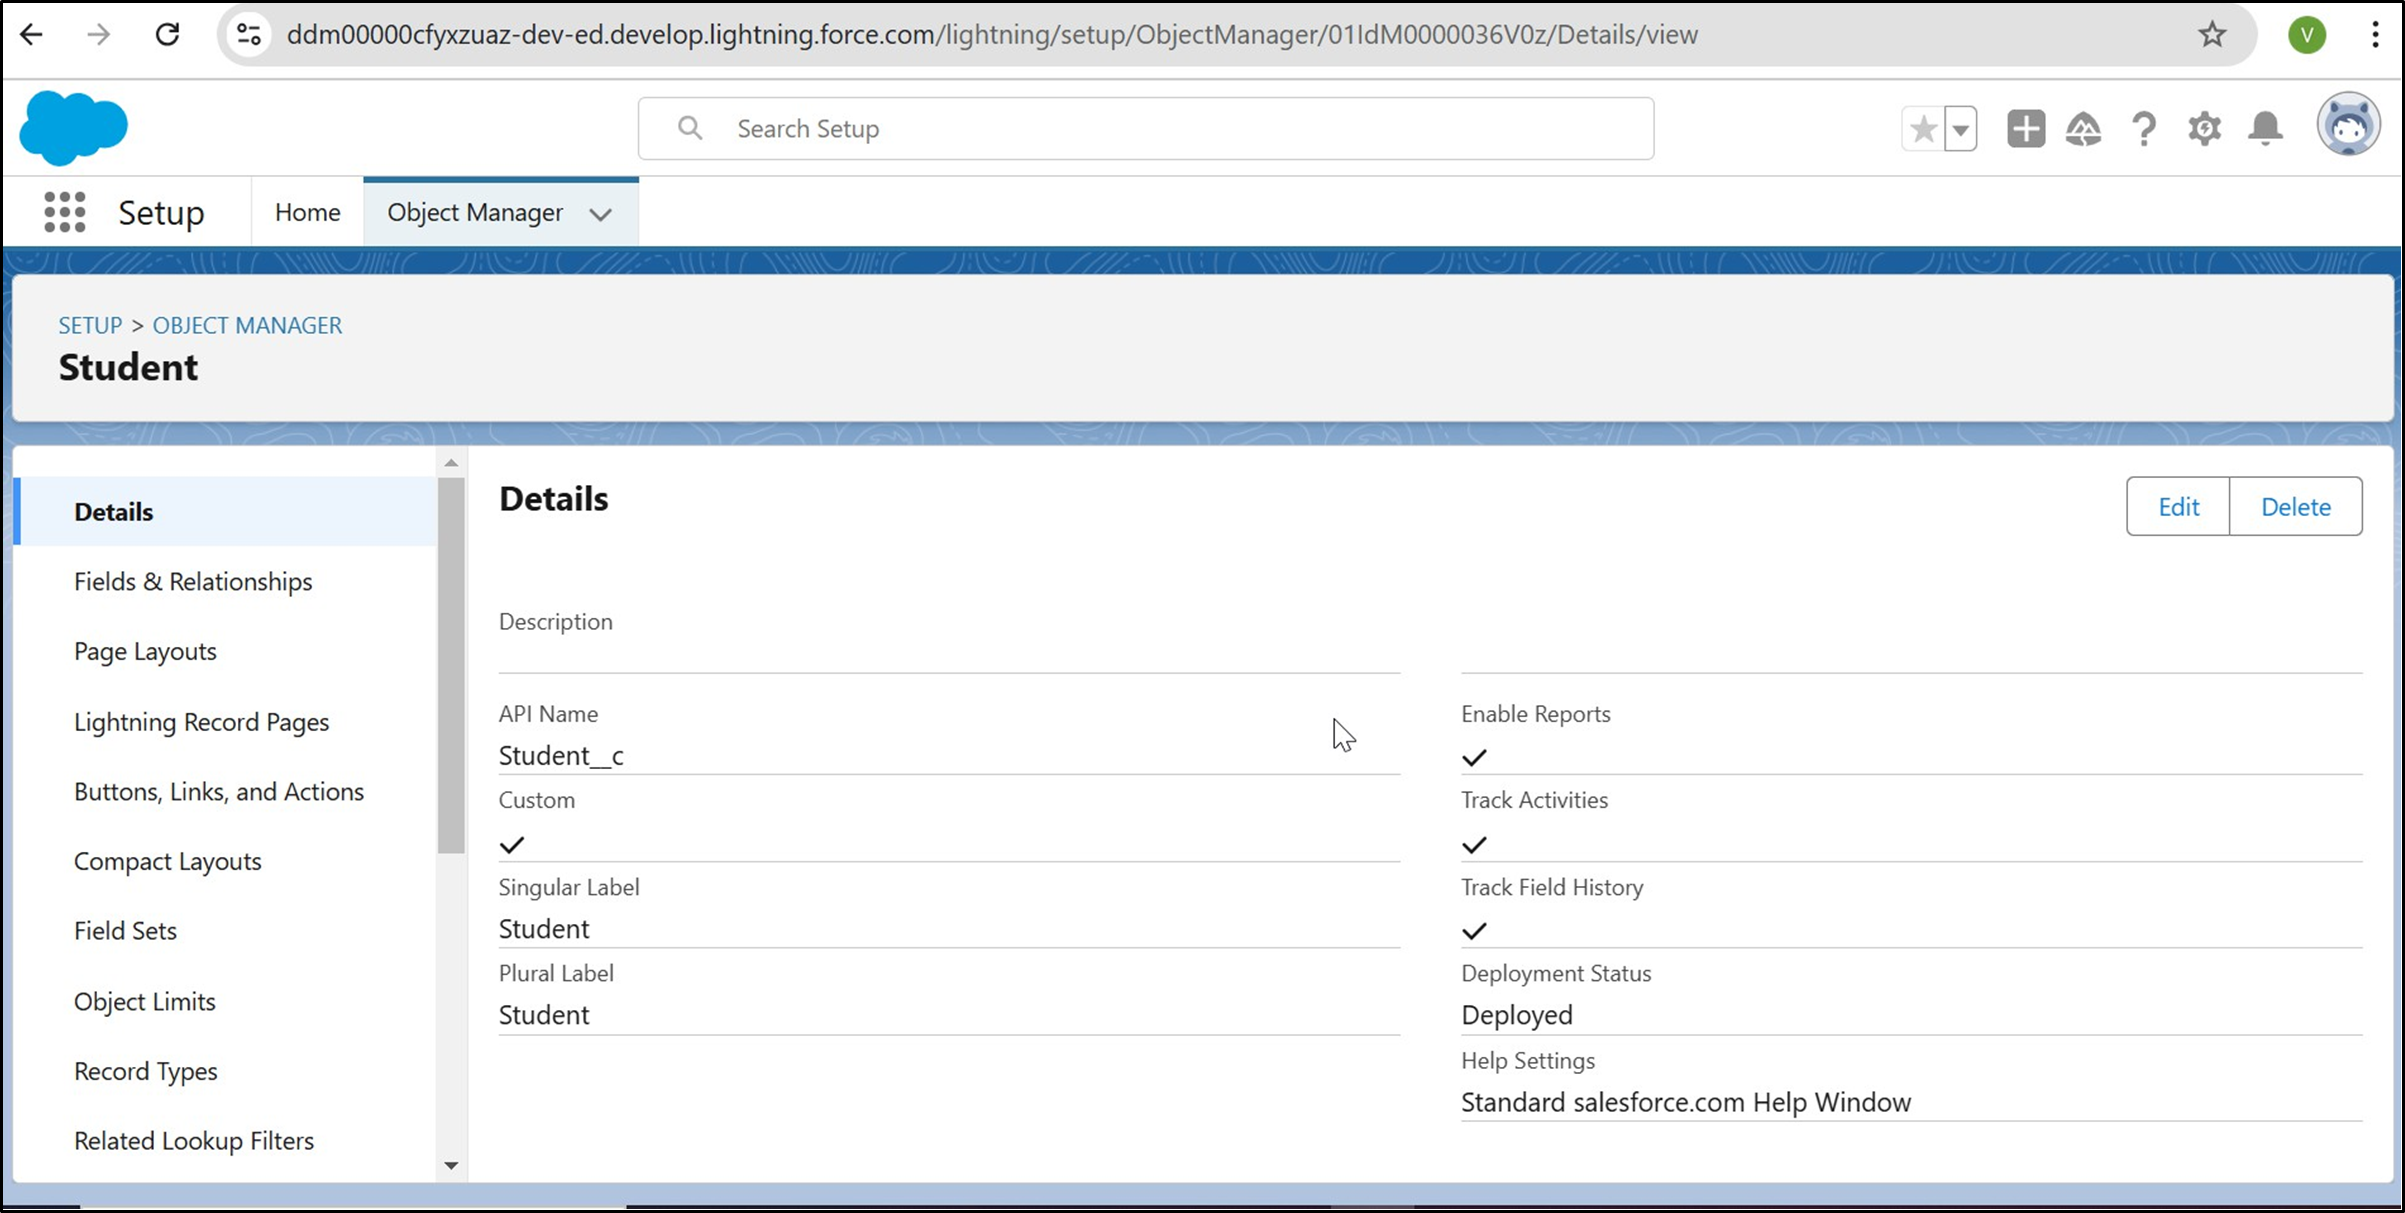 ddm00000cfyxzuaz-dev-ed.develop.lightning.force.com/lightning/setup/ObjectManager/01IdM0000036V0z/Details/view
V
Search Setup
Setup
Home
Object Manager
SETUP > OBJECT MANAGER
Student
Details
Fields & Relationships
Page Layouts
Lightning Record Pages
Buttons, Links, and Actions
Compact Layouts
Field Sets
Object Limits
Record Types
Related Lookup Filters
Details
Edit
Delete
Description
API Name
Student__c
Custom
Singular Label
Student
Plural Label
Student
Enable Reports
Track Activities
Track Field History
Deployment Status
Deployed
Help Settings
Standard salesforce.com Help Window